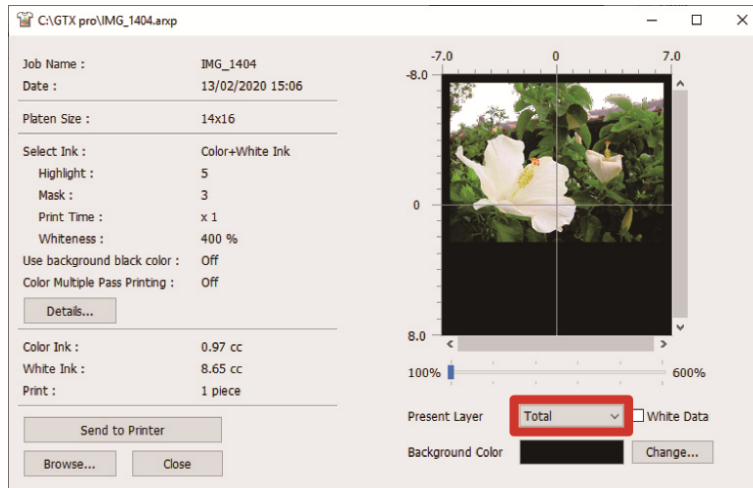 C:\GTX pro\IMG_1404.arxp
Job Name : IMG_1404
Date : 13/02/2020 15:06
Platen Size : 14x16
Select Ink : Color+White Ink
Highlight : 5
Mask : 3
Print Time : x 1
Whiteness : 400 %
Use background black color : Off
Color Multiple Pass Printing : Off
Details...
Color Ink : 0.97 cc
White Ink : 8.65 cc
Print : 1 piece
Send to Printer
Browse... Close
-7.0 0 7.0
-8.0
0
8.0
100% 600%
Present Layer Total White Data
Background Color Change...